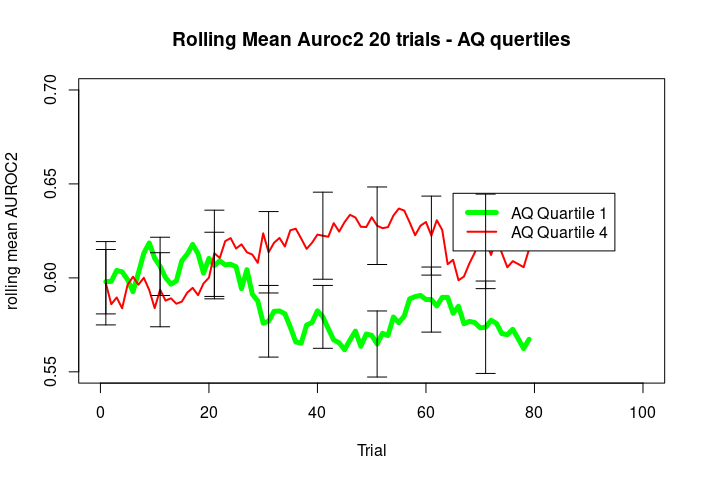 Rolling Mean Auroc2 20 trials - AQ quertiles
rolling mean AUROC2
0.70
0.65
0.60
0.55
AQ Quartile 1
AQ Quartile 4
0 20 40 60 80 100
Trial